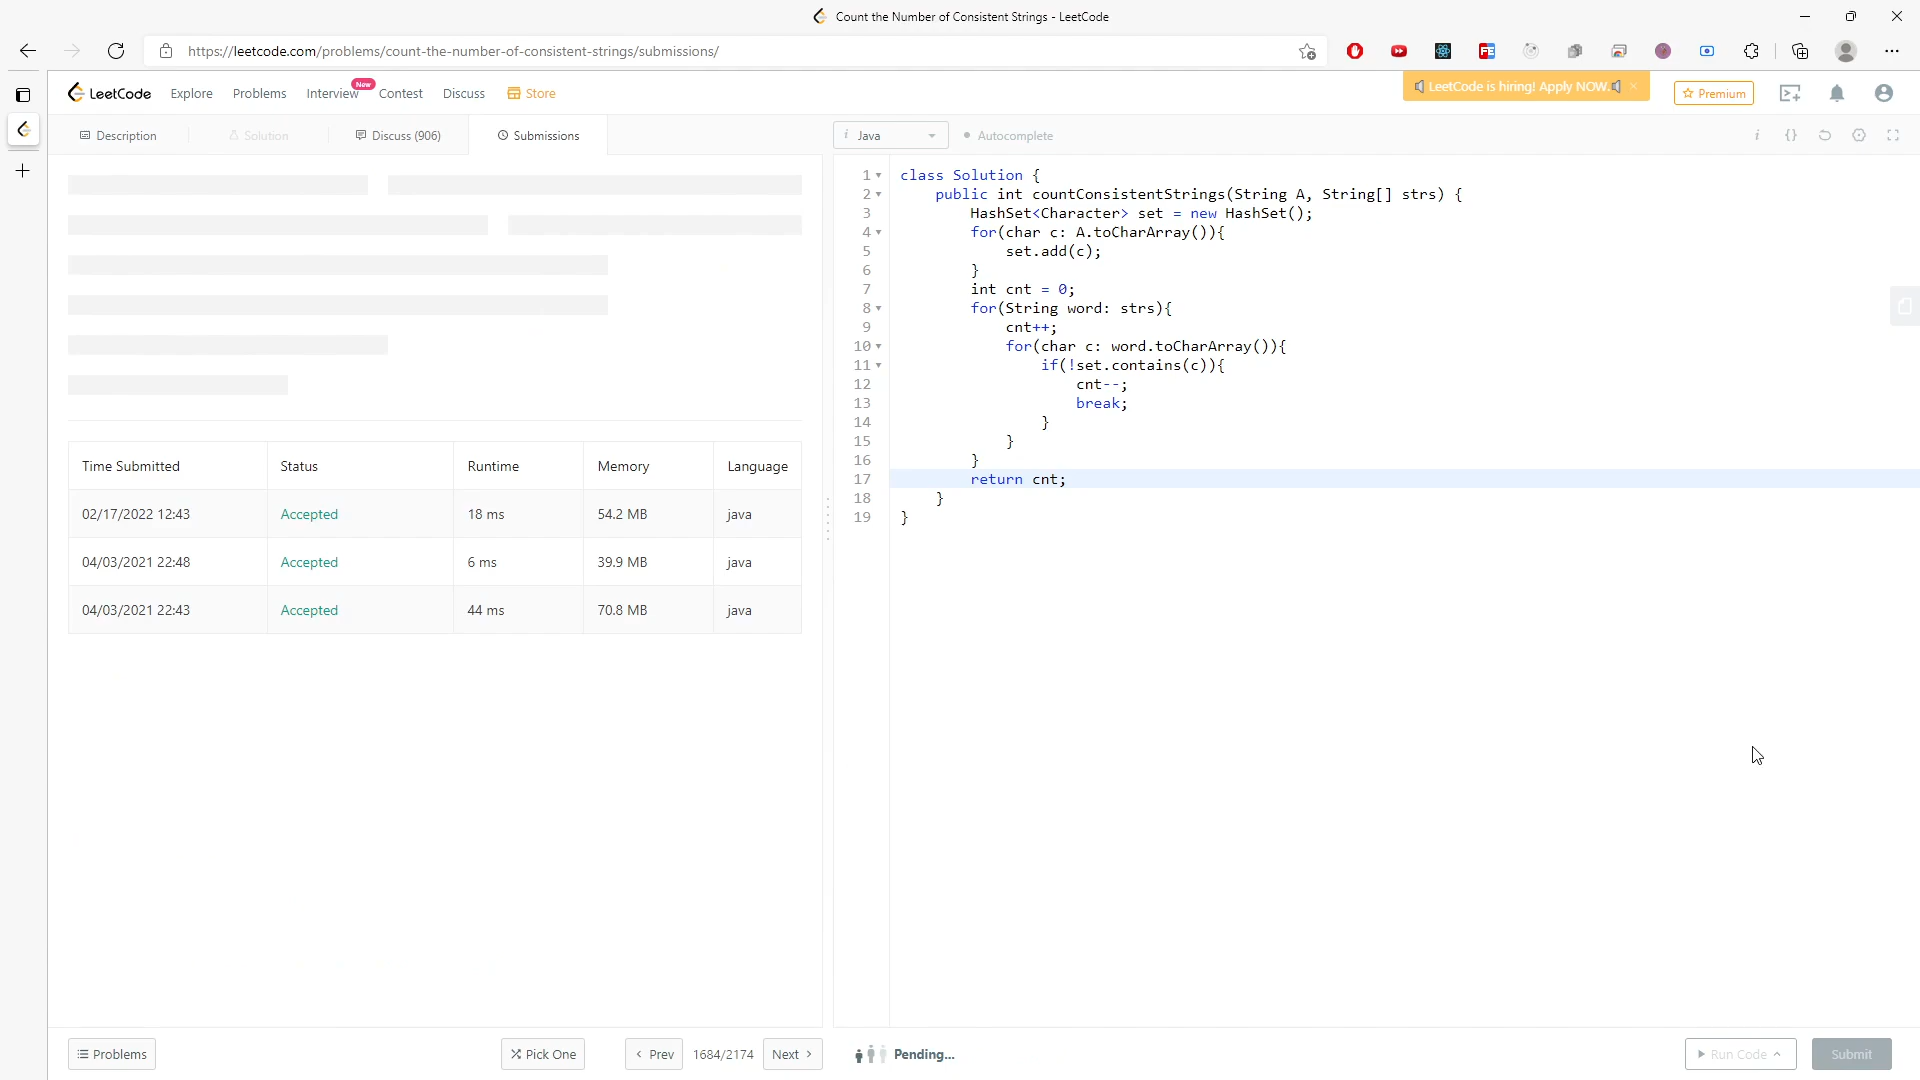 Count the Number of Consistent Strings - LeetCode
https://leetcode.com/problems/count-the-number-of-consistent-strings/submissions/
LeetCode
Explore
Problems
Interview
New
Contest
Discuss
Store
LeetCode is hiring! Apply NOW.
Premium
Description
Solution
Discuss (906)
Submissions
i Java
Autocomplete
i {}
Time Submitted Status Runtime Memory Language
02/17/2022 12:43 Accepted 18 ms 54.2 MB java
04/03/2021 22:48 Accepted 6 ms 39.9 MB java
04/03/2021 22:43 Accepted 44 ms 70.8 MB java
1 class Solution {
2 public int countConsistentStrings(String A, String[] strs) {
3 HashSet<Character> set = new HashSet();
4 for(char c: A.toCharArray()){
5 set.add(c);
6 }
7 int cnt = 0;
8 for(String word: strs){
9 cnt++;
10 for(char c: word.toCharArray()){
11 if(!set.contains(c)){
12 cnt--;
13 break;
14 }
15 }
16 }
17 return cnt;
18 }
19 }
Problems
Pick One
Prev
1684/2174
Next
Pending...
Run Code
Submit